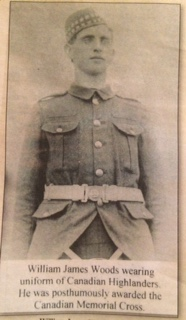 William James Woods wearing
uniform of Canadian Highlanders.
He was posthumously awarded the
Canadian Memorial Cross.